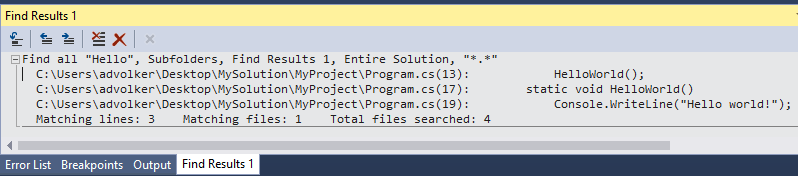 Find Results 1
Find all "Hello", Subfolders, Find Results 1, Entire Solution, "*.*"
C:\Users\advolker\Desktop\MySolution\MyProject\Program.cs(13): HelloWorld();
C:\Users\advolker\Desktop\MySolution\MyProject\Program.cs(17): static void HelloWorld()
C:\Users\advolker\Desktop\MySolution\MyProject\Program.cs(19): Console.WriteLine("Hello world!");
Matching lines: 3 Matching files: 1 Total files searched: 4
Error List Breakpoints Output Find Results 1